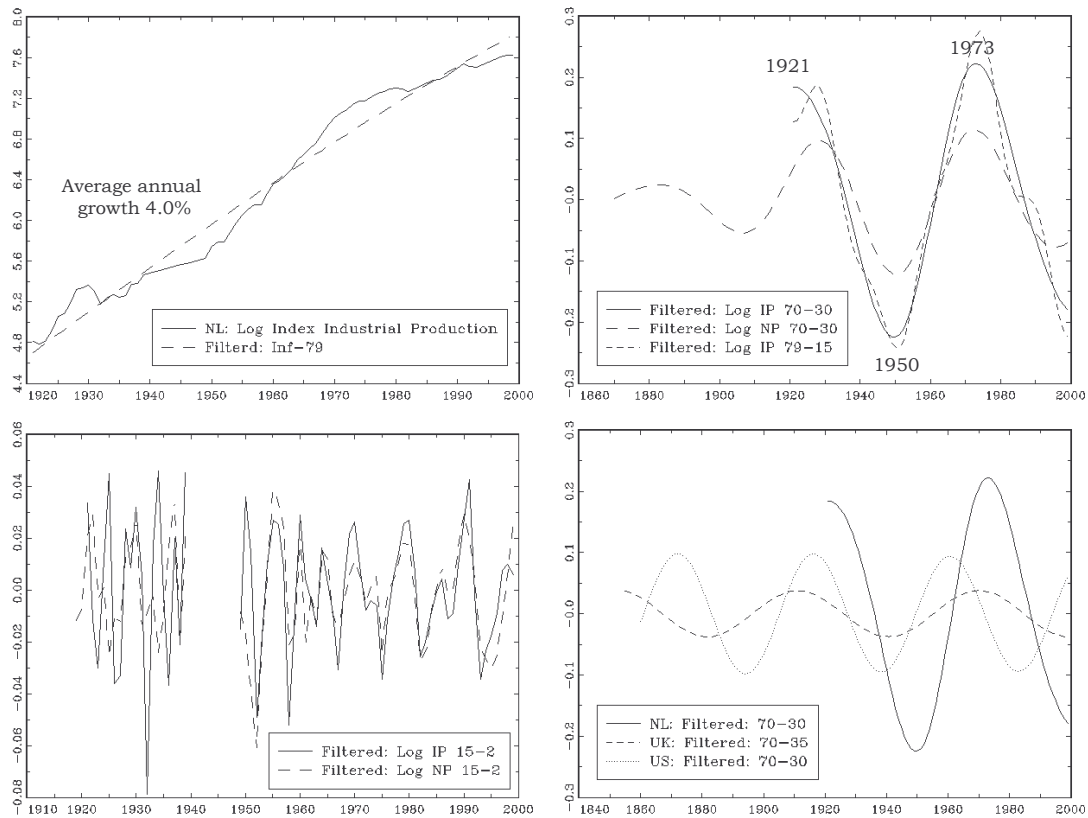 8.0
7.6
7.2
6.8
6.4
6.0
5.6
5.2
4.8
4.4
Average annual
growth 4.0%
NL: Log Index Industrial Production
Filterd: Inf−79
1920 1930 1940 1950 1960 1970 1980 1990 2000
0.3
0.2
0.1
−0.0
−0.1
−0.2
−0.3
1921
1973
1950
Filtered: Log IP 70−30
Filtered: Log NP 70−30
Filtered: Log IP 79−15
1860 1880 1900 1920 1940 1960 1980 2000
0.06
0.04
0.02
0.00
−0.02
−0.04
−0.06
−0.08
Filtered: Log IP 15−2
Filtered: Log NP 15−2
1910 1920 1930 1940 1950 1960 1970 1980 1990 2000
0.3
0.2
0.1
−0.0
−0.1
−0.2
−0.3
NL: Filtered: 70−30
UK: Filtered: 70−35
US: Filtered: 70−30
1840 1860 1880 1900 1920 1940 1960 1980 2000